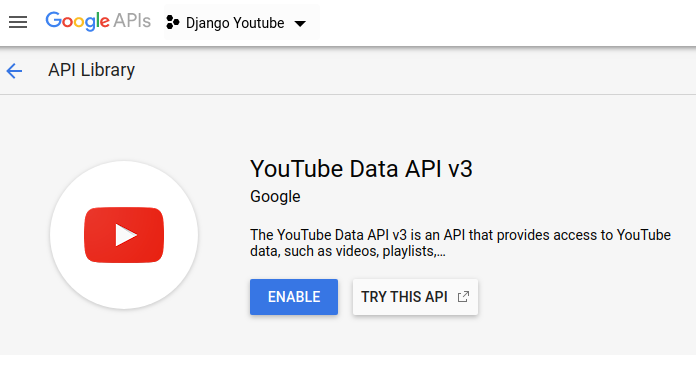 Google APIs Django Youtube
API Library
YouTube Data API v3
Google
The YouTube Data API v3 is an API that provides access to YouTube
data, such as videos, playlists,...
ENABLE TRY THIS API